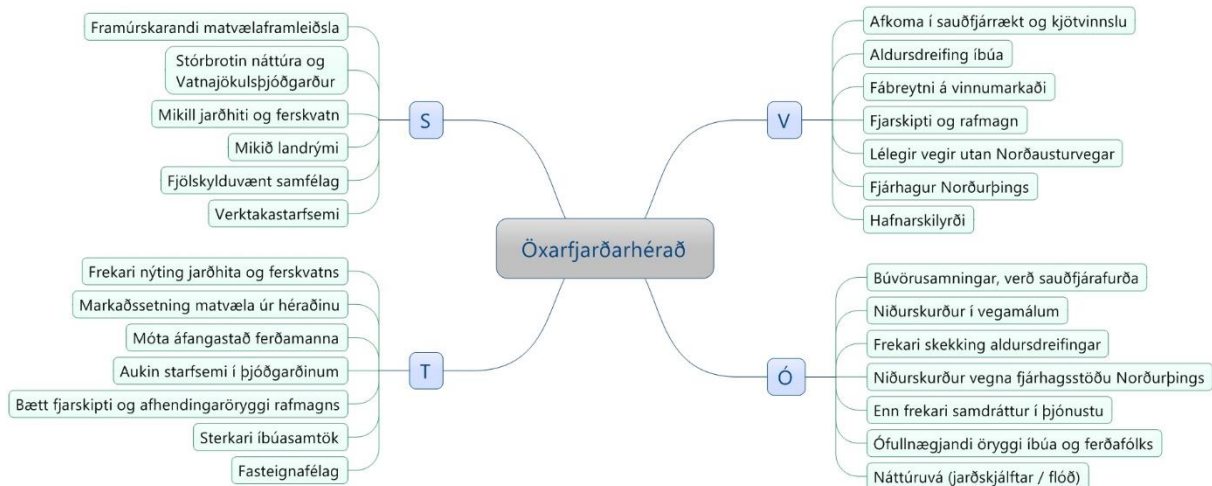 Framúrskarandi matvælaframleiðsla
Stórbrotin náttúra og
Vatnajökulsþjóðgarður
Mikill jarðhiti og ferskvatn
Mikið landrými
Fjölskylduvænt samfélag
Verktakastarfsemi
S
Afkoma í sauðfjárrækt og kjötvinnslu
Aldursdreifing íbúa
Fábreytni á vinnumarkaði
Fjarskipti og rafmagn
Lélegir vegir utan Norðausturvegar
Fjárhagur Norðurþings
Hafnarskilyrði
V
Öxarfjarðarhérað
Frekari nýting jarðhita og ferskvatns
Markaðssetning matvæla úr héraðinu
Móta áfangastað ferðamanna
Aukin starfsemi í þjóðgarðinum
Bætt fjarskipti og afhendingaröryggi rafmagns
Sterkari íbúasamtök
Fasteignafélag
T
Búvörusamningar, verð sauðfjárafurða
Niðurskurður í vegamálum
Frekari skekking aldursdreifingar
Niðurskurður vegna fjárhagsstöðu Norðurþings
Enn frekari samdráttur í þjónustu
Ófullnægjandi öryggi íbúa og ferðafólks
Náttúruvá (jarðskjálftar / flóð)
Ó